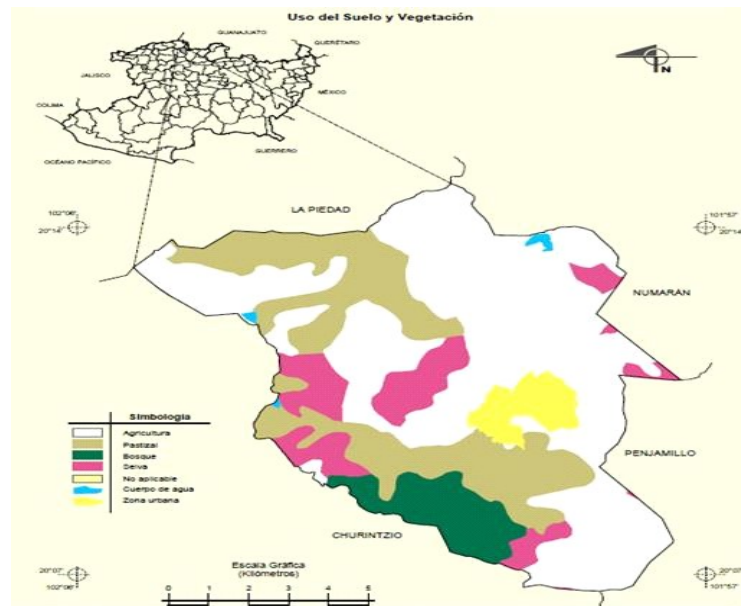 Uso del Suelo y Vegetación
GUANAJUATO
QUERÉTARO
JALISCO
MÉXICO
COLIMA
GUERRERO
OCÉANO PACÍFICO
N
LA PIEDAD
102°06'
20°14'
101°57'
20°14'
NUMARÁN
PENJAMILLO
CHURINTZIO
Simbología
Agricultura
Pastizal
Bosque
Selva
No aplicable
Cuerpo de agua
Zona urbana
20°07'
102°06'
20°07'
101°57'
Escala Gráfica
(Kilómetros)
0 1 2 3 4 5